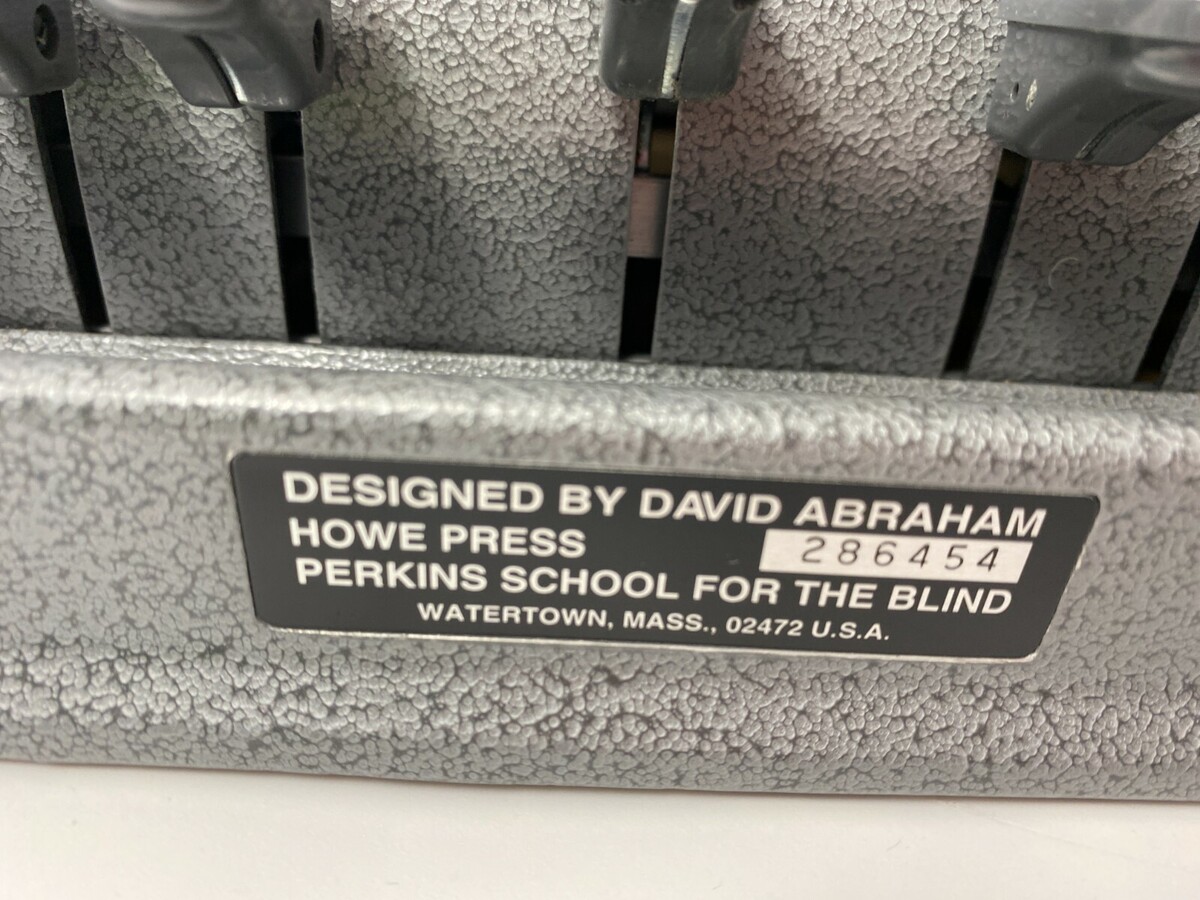 DESIGNED BY DAVID ABRAHAM
HOWE PRESS 286454
PERKINS SCHOOL FOR THE BLIND
WATERTOWN, MASS., 02472 U.S.A.